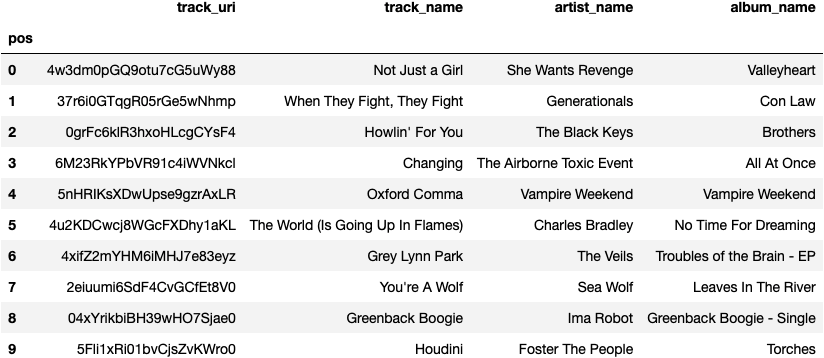 track_uri track_name artist_name album_name
pos
0 4w3dm0pGQ9otu7cG5uWy88 Not Just a Girl She Wants Revenge Valleyheart
1 37r6i0GTqgR05rGe5wNhmp When They Fight, They Fight Generationals Con Law
2 0grFc6klR3hxoHLcgCYsF4 Howlin' For You The Black Keys Brothers
3 6M23RkYPbVR91c4iWVNkcl Changing The Airborne Toxic Event All At Once
4 5nHRIKsXDwUpse9gzrAxLR Oxford Comma Vampire Weekend Vampire Weekend
5 4u2KDCwcj8WGcFXDhy1aKL The World (Is Going Up In Flames) Charles Bradley No Time For Dreaming
6 4xifZ2mYHM6iMHJ7e83eyz Grey Lynn Park The Veils Troubles of the Brain - EP
7 2eiuumi6SdF4CvGCfEt8V0 You're A Wolf Sea Wolf Leaves In The River
8 04xYrikbiBH39wHO7Sjae0 Greenback Boogie Ima Robot Greenback Boogie - Single
9 5Fli1xRi01bvCjsZvKWro0 Houdini Foster The People Torches